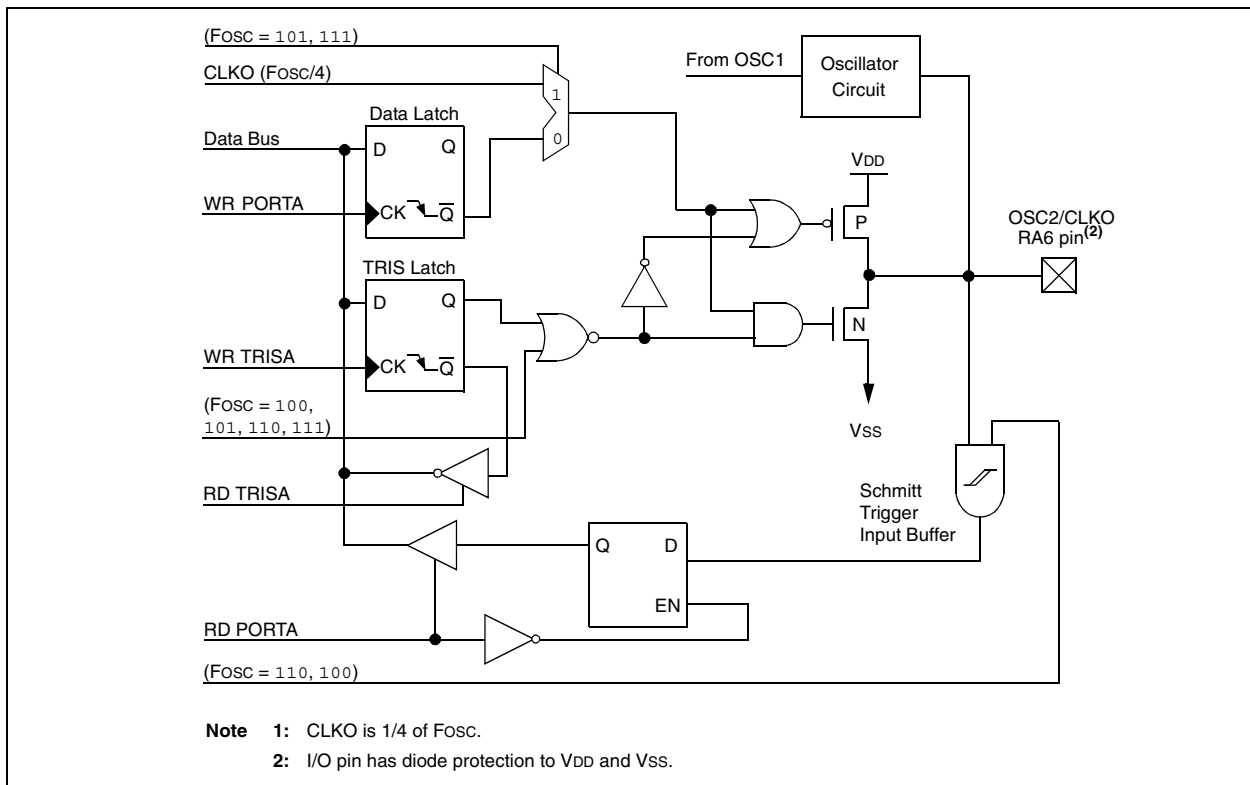 (FOSC = 101, 111)
CLKO (FOSC/4)
From OSC1
Oscillator
Circuit
1
0
Data Latch
Data Bus
D
Q
WR PORTA
CK
Q
VDD
P
OSC2/CLKO
RA6 pin(2)
TRIS Latch
D
Q
N
WR TRISA
CK
Q
(FOSC = 100,
101, 110, 111)
VSS
RD TRISA
Schmitt
Trigger
Input Buffer
Q
D
EN
RD PORTA
(FOSC = 110, 100)
Note 1: CLKO is 1/4 of FOSC.
2: I/O pin has diode protection to VDD and VSS.